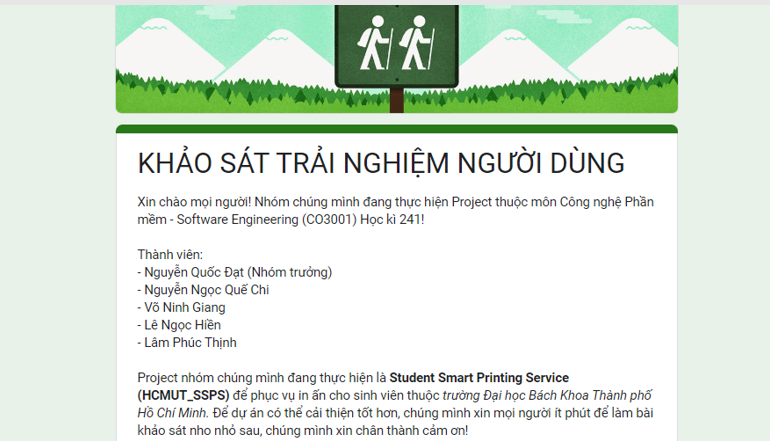 KHẢO SÁT TRẢI NGHIỆM NGƯỜI DÙNG
Xin chào mọi người! Nhóm chúng mình đang thực hiện Project thuộc môn Công nghệ Phần
mềm - Software Engineering (CO3001) Học kì 241!
Thành viên:
- Nguyễn Quốc Đạt (Nhóm trưởng)
- Nguyễn Ngọc Quế Chi
- Võ Ninh Giang
- Lê Ngọc Hiền
- Lâm Phúc Thịnh
Project nhóm chúng mình đang thực hiện là Student Smart Printing Service
(HCMUT_SSPS) để phục vụ in ấn cho sinh viên thuộc trường Đại học Bách Khoa Thành phố
Hồ Chí Minh. Để dự án có thể cải thiện tốt hơn, chúng mình xin mọi người ít phút để làm bài
khảo sát nho nhỏ sau, chúng mình xin chân thành cảm ơn!